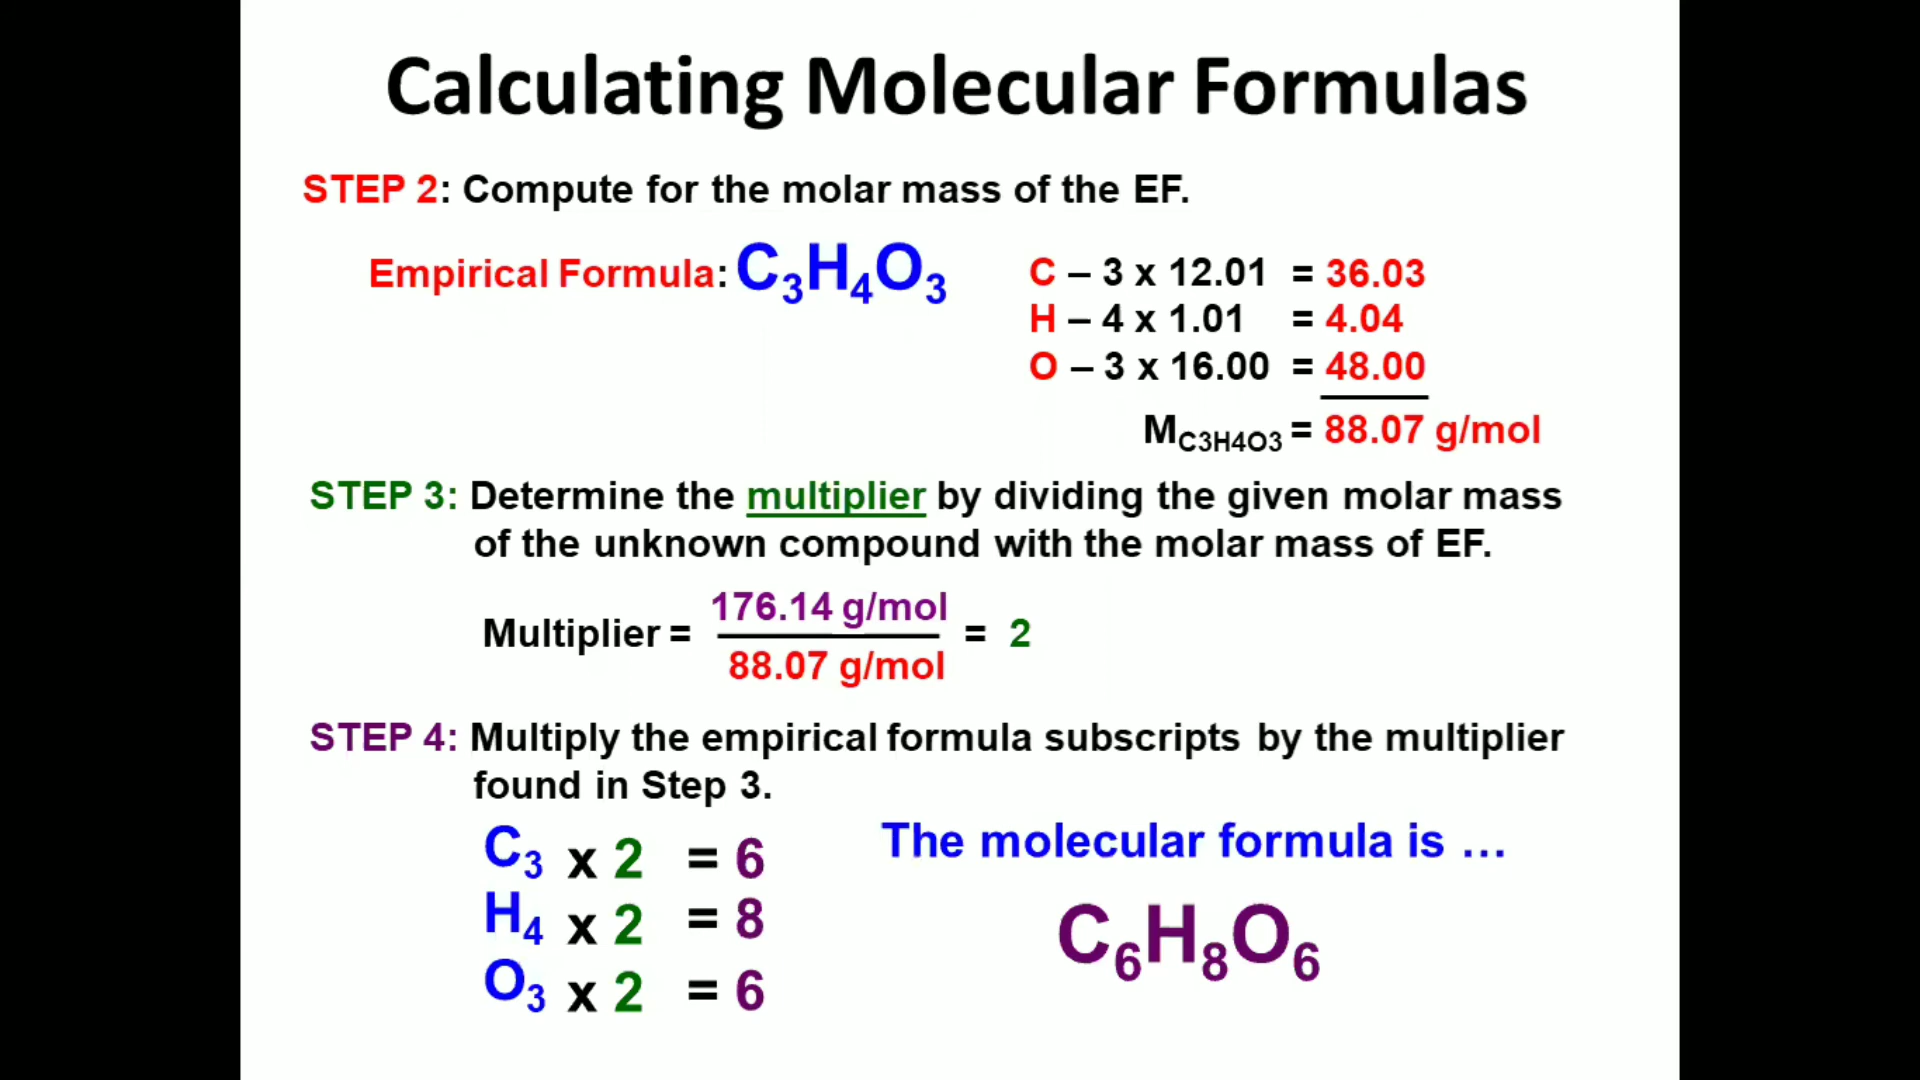 Calculating Molecular Formulas
STEP 2: Compute for the molar mass of the EF.
Empirical Formula: C₃H₄O₃
C – 3 x 12.01 = 36.03
H – 4 x 1.01 = 4.04
O – 3 x 16.00 = 48.00
M C3H4O3 = 88.07 g/mol
STEP 3: Determine the multiplier by dividing the given molar mass
of the unknown compound with the molar mass of EF.
176.14 g/mol
Multiplier = = 2
88.07 g/mol
STEP 4: Multiply the empirical formula subscripts by the multiplier
found in Step 3.
C₃ x 2 = 6
H₄ x 2 = 8
O₃ x 2 = 6
The molecular formula is ...
C₆H₈O₆